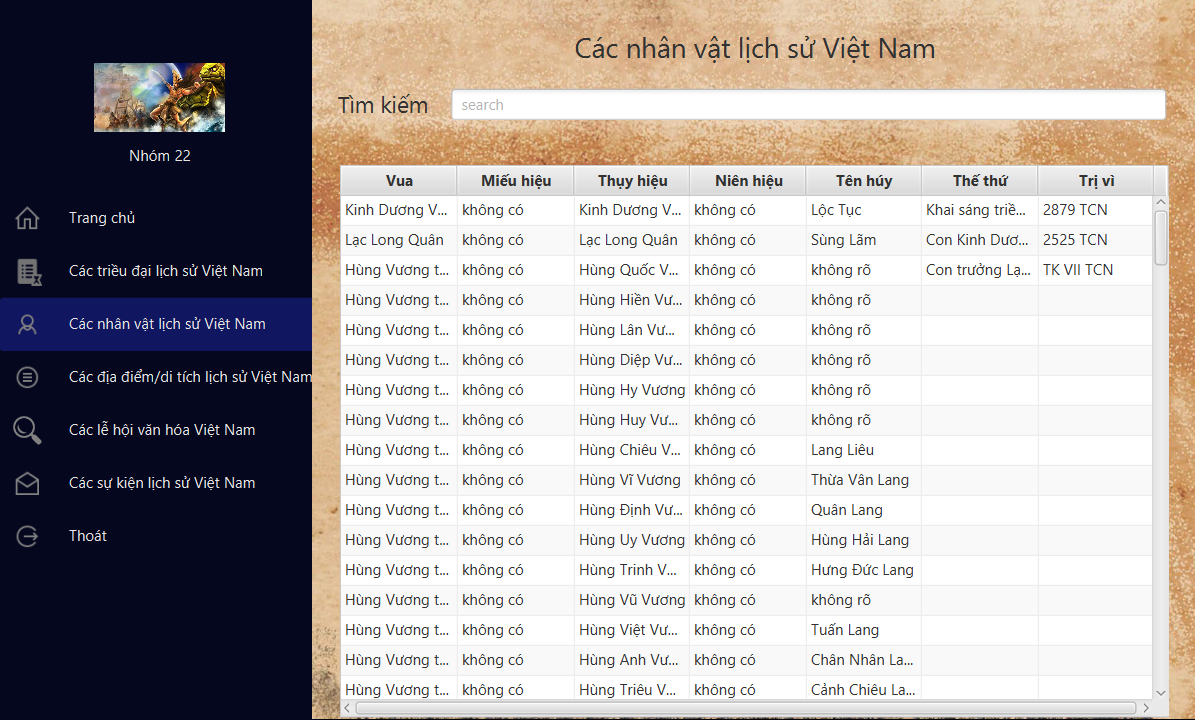 Nhóm 22
Trang chủ
Các triều đại lịch sử Việt Nam
Các nhân vật lịch sử Việt Nam
Các địa điểm/di tích lịch sử Việt Nam
Các lễ hội văn hóa Việt Nam
Các sự kiện lịch sử Việt Nam
Thoát
Các nhân vật lịch sử Việt Nam
Tìm kiếm search
Vua Miếu hiệu Thụy hiệu Niên hiệu Tên húy Thế thứ Trị vì
Kinh Dương V... không có Kinh Dương V... không có Lộc Tục Khai sáng triề... 2879 TCN
Lạc Long Quân không có Lạc Long Quân không có Sùng Lãm Con Kinh Dươ... 2525 TCN
Hùng Vương t... không có Hùng Quốc V... không có không rõ Con trưởng Lạ... TK VII TCN
Hùng Vương t... không có Hùng Hiền Vư... không có không rõ
Hùng Vương t... không có Hùng Lân Vư... không có không rõ
Hùng Vương t... không có Hùng Diệp Vư... không có không rõ
Hùng Vương t... không có Hùng Hy Vương không có không rõ
Hùng Vương t... không có Hùng Huy Vư... không có không rõ
Hùng Vương t... không có Hùng Chiêu V... không có Lang Liêu
Hùng Vương t... không có Hùng Vĩ Vương không có Thừa Vân Lang
Hùng Vương t... không có Hùng Định Vư... không có Quân Lang
Hùng Vương t... không có Hùng Uy Vương không có Hùng Hải Lang
Hùng Vương t... không có Hùng Trinh V... không có Hưng Đức Lang
Hùng Vương t... không có Hùng Vũ Vương không có không rõ
Hùng Vương t... không có Hùng Việt Vư... không có Tuấn Lang
Hùng Vương t... không có Hùng Anh Vư... không có Chân Nhân La...
Hùng Vương t... không có Hùng Triêu V... không có Cảnh Chiêu La...